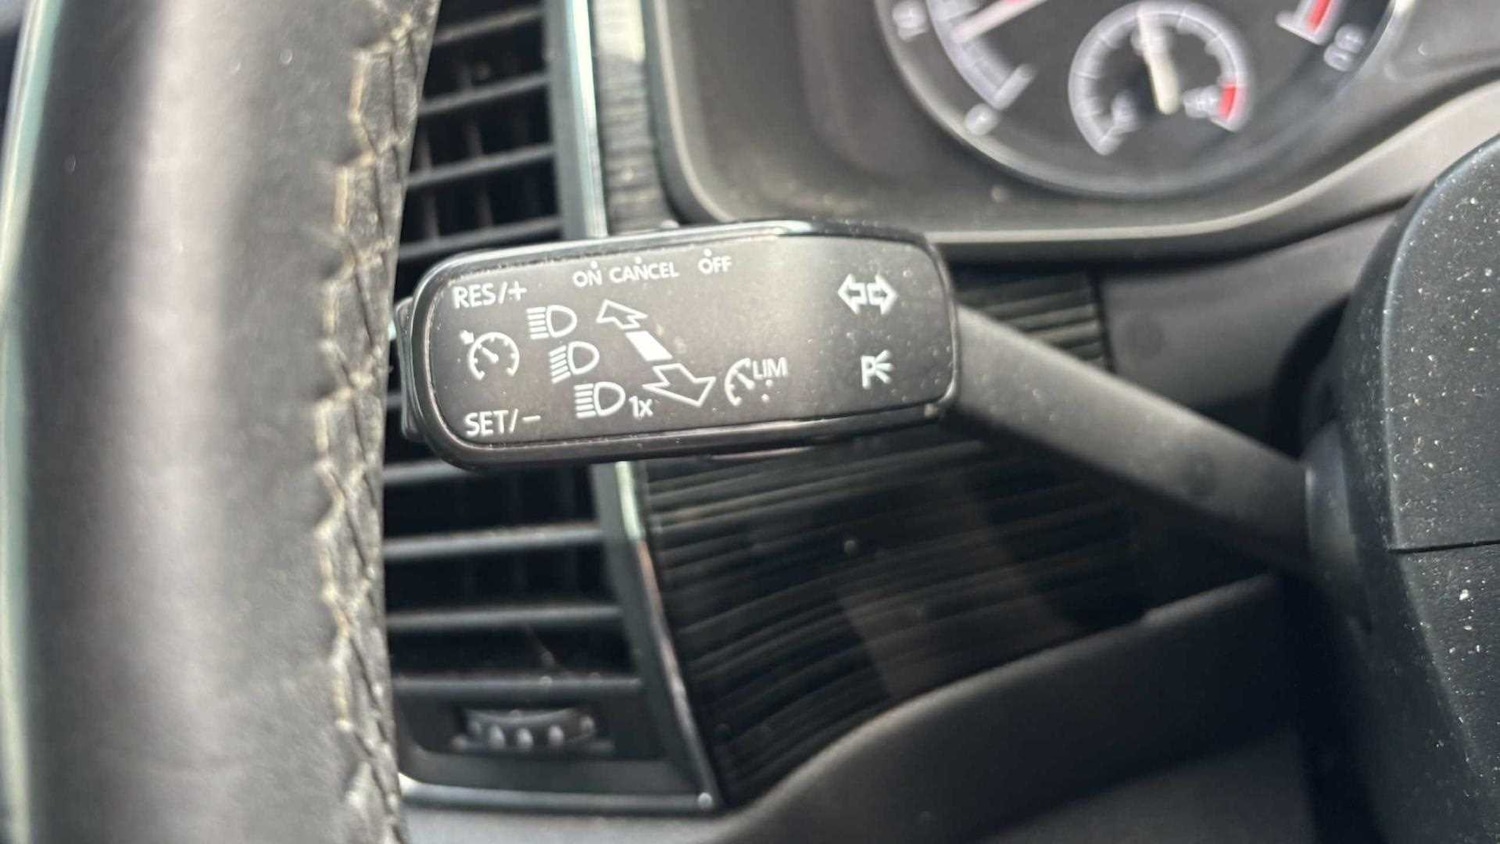 ON CANCEL OFF
RES/+
LIM
1x
SET/-
P